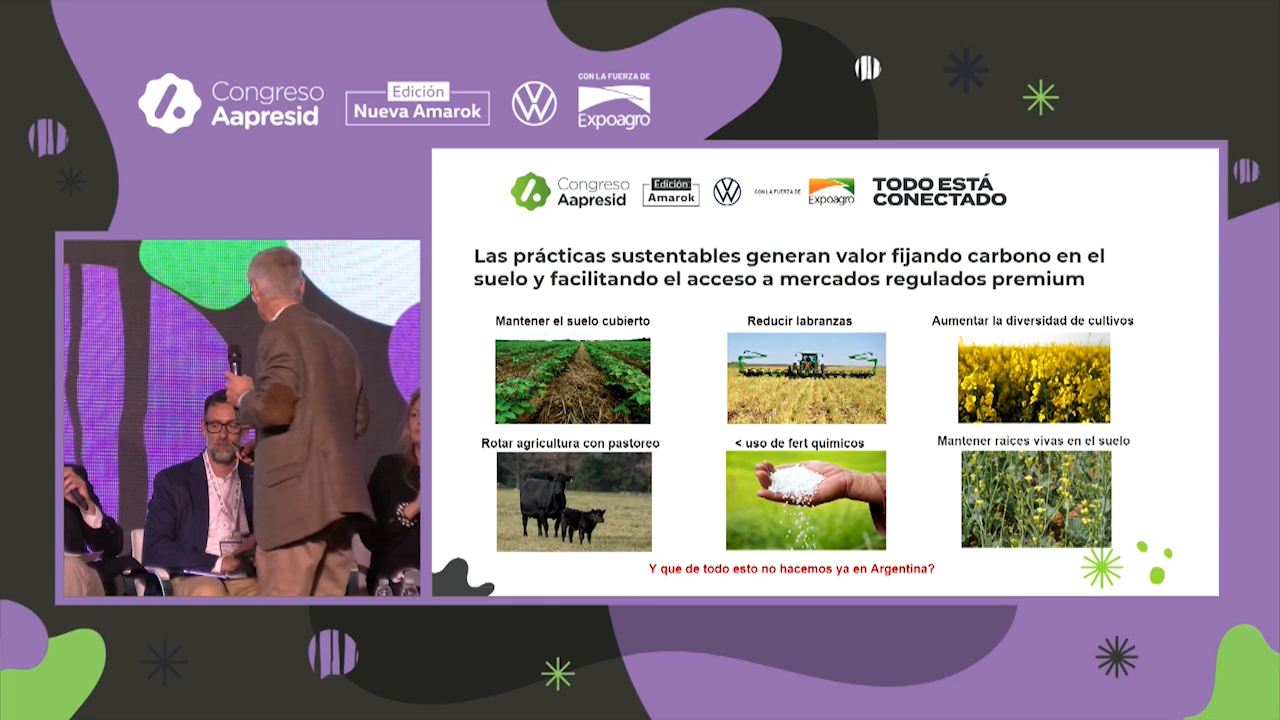 Congreso
Aapresid
Edición
Nueva Amarok
CON LA FUERZA DE
Expoagro
Congreso
Aapresid
Edición
Amarok
CON LA FUERZA DE
Expoagro
TODO ESTÁ
CONECTADO
Las prácticas sustentables generan valor fijando carbono en el
suelo y facilitando el acceso a mercados regulados premium
Mantener el suelo cubierto
Reducir labranzas
Aumentar la diversidad de cultivos
Rotar agricultura con pastoreo
< uso de fert quimicos
Mantener raices vivas en el suelo
Y que de todo esto no hacemos ya en Argentina?